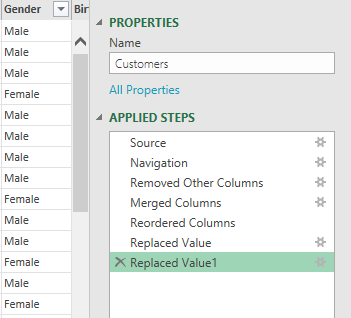 Gender
Bir
Male
Male
Male
Female
Male
Male
Male
Male
Female
Male
Male
Female
Male
Female
PROPERTIES
Name
Customers
All Properties
APPLIED STEPS
Source
Navigation
Removed Other Columns
Merged Columns
Reordered Columns
Replaced Value
Replaced Value1